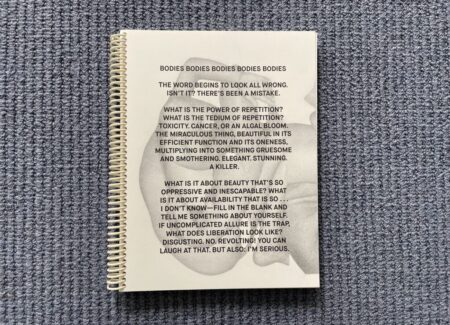 BODIES BODIES BODIES BODIES BODIES
THE WORD BEGINS TO LOOK ALL WRONG.
ISN'T IT? THERE'S BEEN A MISTAKE.
WHAT IS THE POWER OF REPETITION?
WHAT IS THE TEDIUM OF REPETITION?
TOXICITY, CANCER, OR AN ALGAL BLOOM.
THE MIRACULOUS THING, BEAUTIFUL IN ITS
EFFICIENT FUNCTION AND ITS ONENESS,
MULTIPLYING INTO SOMETHING GRUESOME
AND SMOTHERING. ELEGANT. STUNNING.
A KILLER.
WHAT IS IT ABOUT BEAUTY THAT'S SO
OPPRESSIVE AND INESCAPABLE? WHAT
IS IT ABOUT AVAILABILITY THAT IS SO . . .
I DON'T KNOW—FILL IN THE BLANK AND
TELL ME SOMETHING ABOUT YOURSELF.
IF UNCOMPLICATED ALLURE IS THE TRAP,
WHAT DOES LIBERATION LOOK LIKE?
DISGUSTING. NO, REVOLTING! YOU CAN
LAUGH AT THAT. BUT ALSO: I'M SERIOUS.